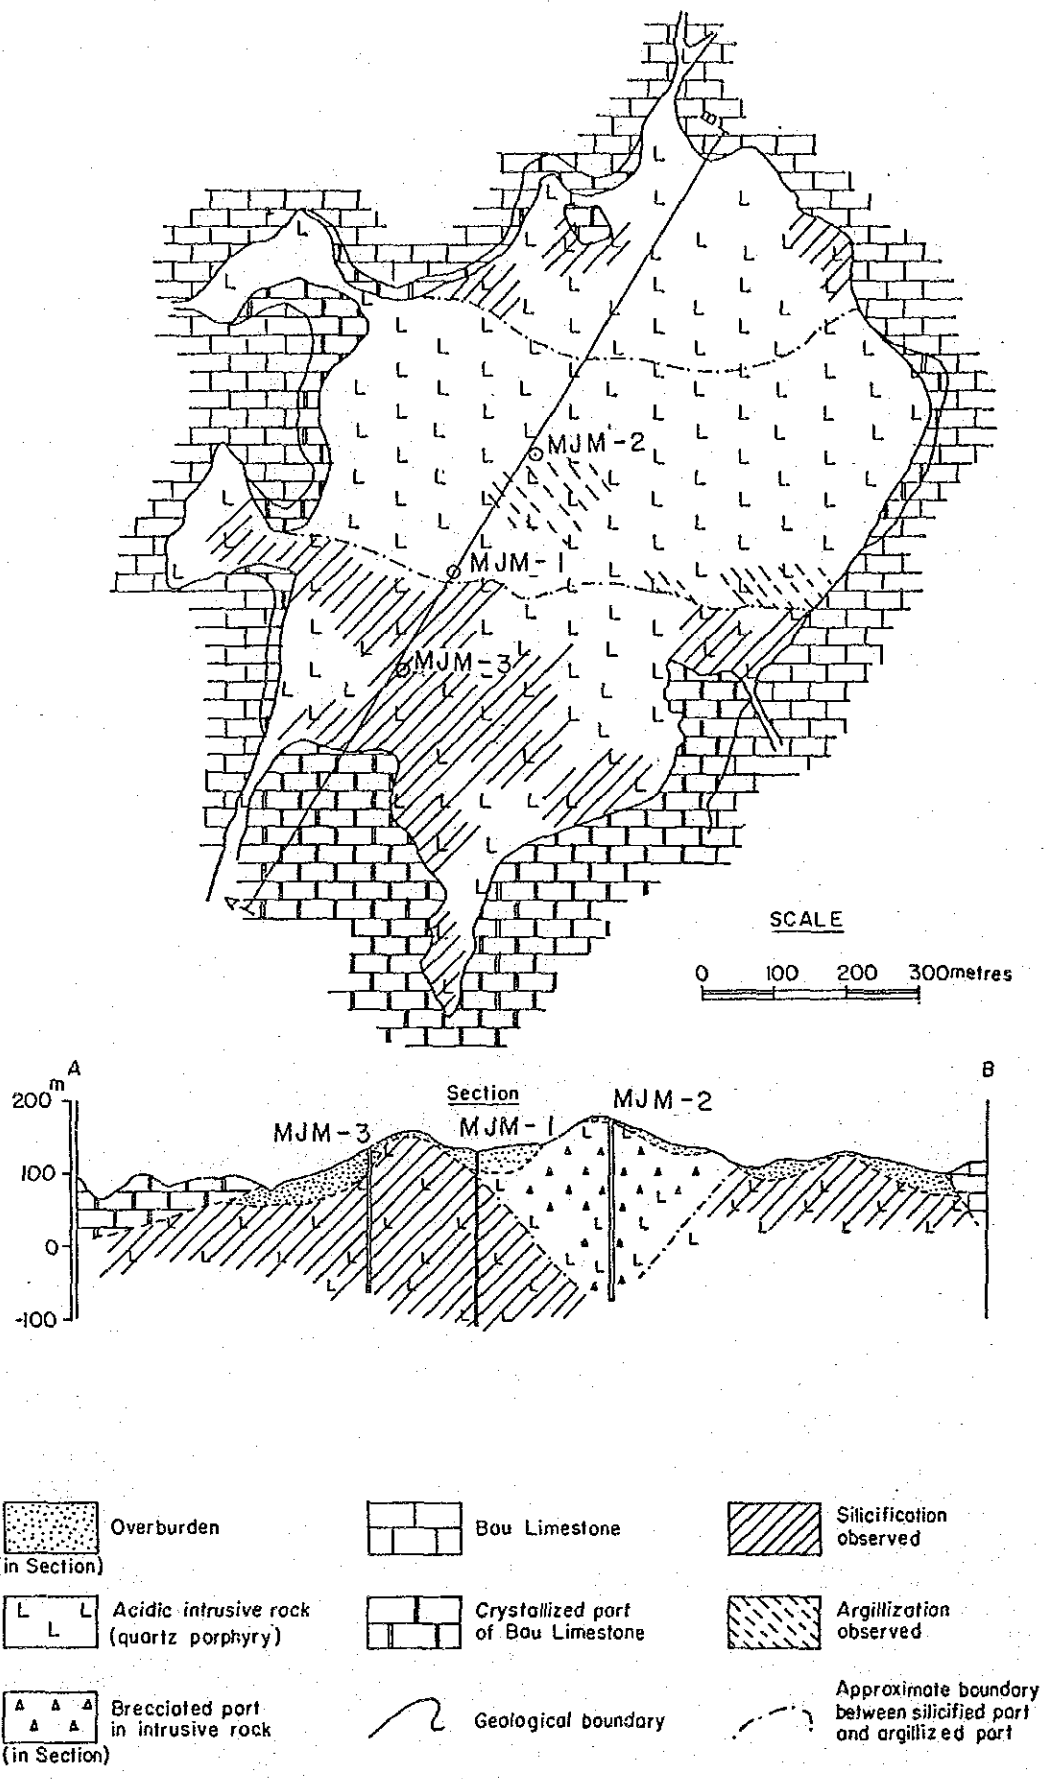 B
MJM-2
MJM-1
MJM-3
A
SCALE
0 100 200 300metres
A
B
m
200
Section
MJM-2
MJM-3
MJM-1
100
0
-100
Overburden
(in Section)
Bau Limestone
Silicification
observed
Acidic intrusive rock
(quartz porphyry)
Crystallized part
of Bau Limestone
Argillization
observed
Brecciated part
in intrusive rock
(in Section)
Geological boundary
Approximate boundary
between silicified part
and argillized part